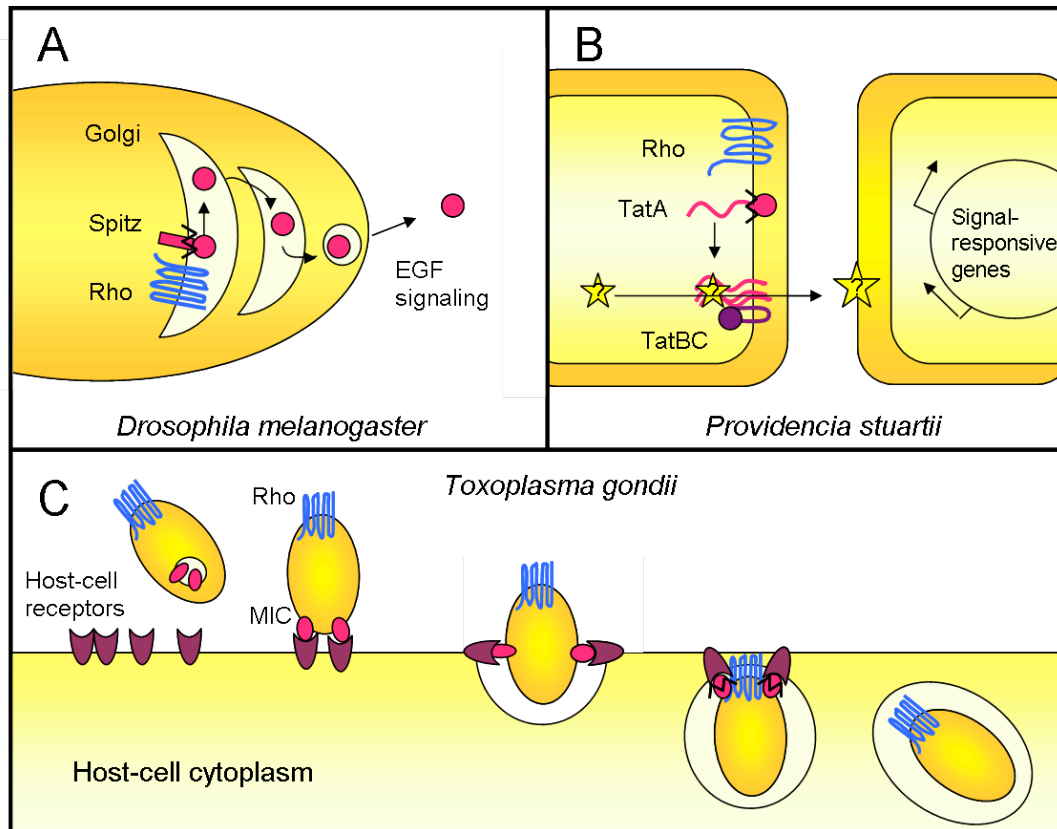 A
Golgi
Spitz
Rho
EGF
signaling
Drosophila melanogaster
B
Rho
TatA
?
?
?
TatBC
Signal-
responsive
genes
Providencia stuartii
C
Toxoplasma gondii
Rho
Host-cell
receptors
MIC
Host-cell cytoplasm